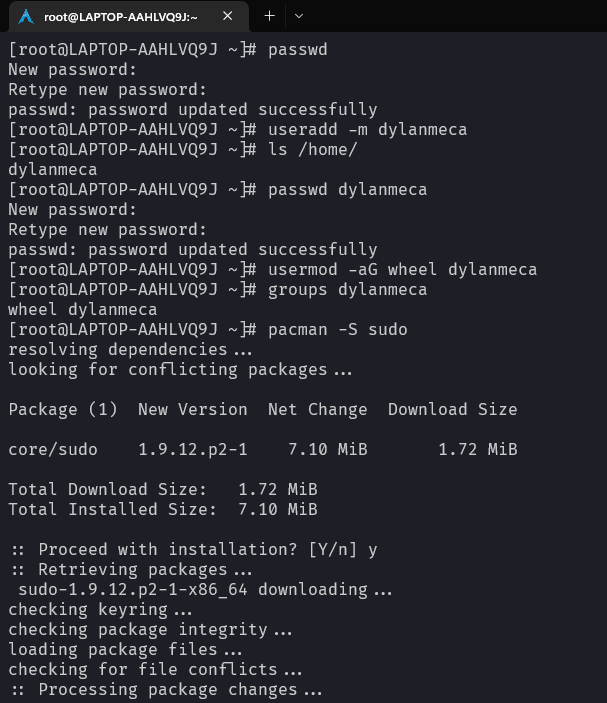 root@LAPTOP-AAHLVQ9J:~
[root@LAPTOP-AAHLVQ9J ~]# passwd
New password:
Retype new password:
passwd: password updated successfully
[root@LAPTOP-AAHLVQ9J ~]# useradd -m dylanmeca
[root@LAPTOP-AAHLVQ9J ~]# ls /home/
dylanmeca
[root@LAPTOP-AAHLVQ9J ~]# passwd dylanmeca
New password:
Retype new password:
passwd: password updated successfully
[root@LAPTOP-AAHLVQ9J ~]# usermod -aG wheel dylanmeca
[root@LAPTOP-AAHLVQ9J ~]# groups dylanmeca
wheel dylanmeca
[root@LAPTOP-AAHLVQ9J ~]# pacman -S sudo
resolving dependencies...
looking for conflicting packages...
Package (1)  New Version  Net Change  Download Size
core/sudo    1.9.12.p2-1    7.10 MiB       1.72 MiB
Total Download Size:   1.72 MiB
Total Installed Size:  7.10 MiB
:: Proceed with installation? [Y/n] y
:: Retrieving packages...
 sudo-1.9.12.p2-1-x86_64 downloading...
checking keyring...
checking package integrity...
loading package files...
checking for file conflicts...
:: Processing package changes...